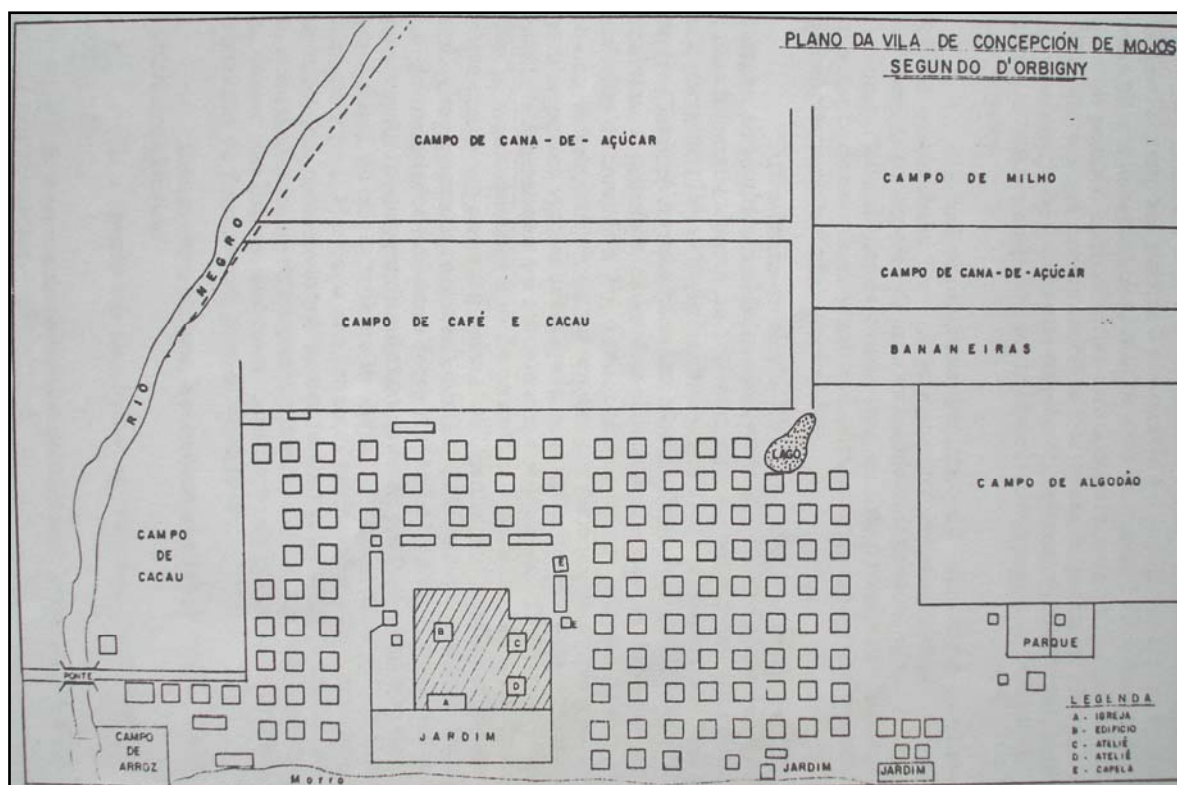 PLANO DA VILA DE CONCEPCIÓN DE MOJOS
SEGUNDO D'ORBIGNY
CAMPO DE CANA-DE-AÇÚCAR
CAMPO DE MILHO
RIO NEGRO
CAMPO DE CANA-DE-AÇÚCAR
CAMPO DE CAFÉ E CACAU
BANANEIRAS
LAGO
CAMPO DE ALGODÃO
CAMPO
DE
CACAU
E
E
B
C
D
A
PARQUE
PONTE
JARDIM
CAMPO
DE
ARROZ
Morro
JARDIM
JARDIM
LEGENDA
A - IGREJA
B - EDIFICIO
C - ATELIÊ
D - ATELIÊ
E - CAPELA